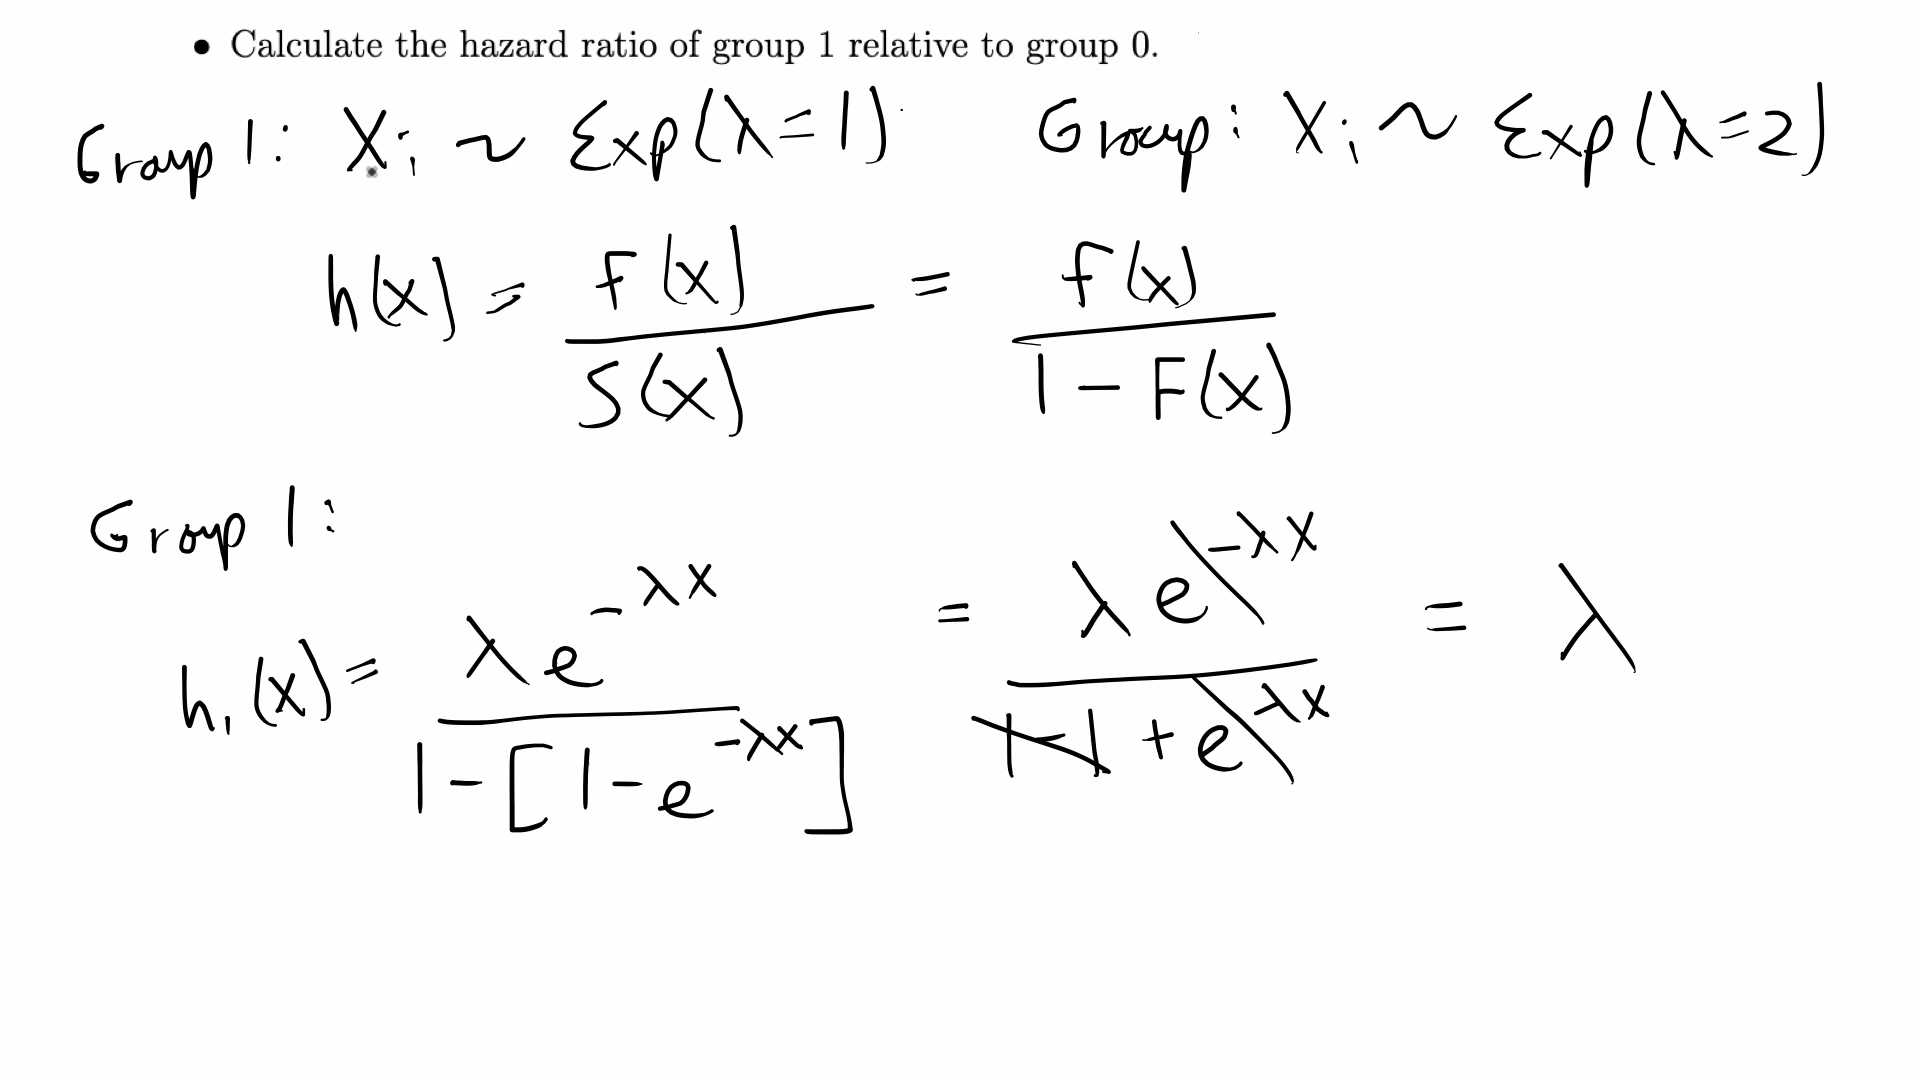 • Calculate the hazard ratio of group 1 relative to group 0.
Group 1: Xi ~ Exp(λ=1) Group: Xi ~ Exp(λ=2)
h(x) = f(x) / S(x) = f(x) / 1 - F(x)
Group 1:
h₁(x) = λe^-λx / 1-[1-e^-λx] = λe^-λx / 1-1+e^λx = λ